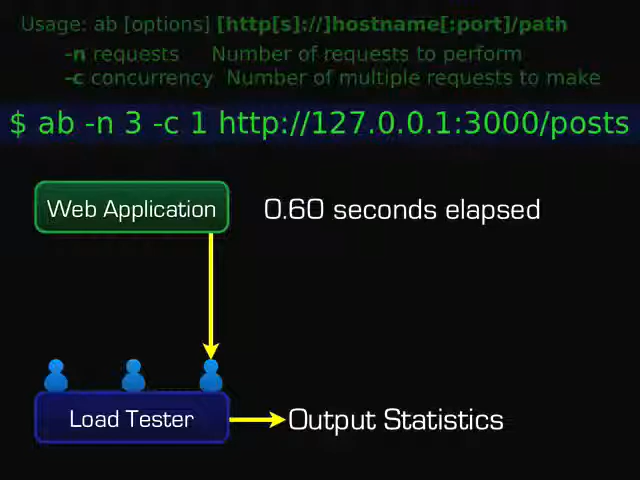 Usage: ab [options] [http[s]://]hostname[:port]/path
-n requests Number of requests to perform
-c concurrency Number of multiple requests to make
$ ab -n 3 -c 1 http://127.0.0.1:3000/posts
Web Application
0.60 seconds elapsed
Load Tester
Output Statistics